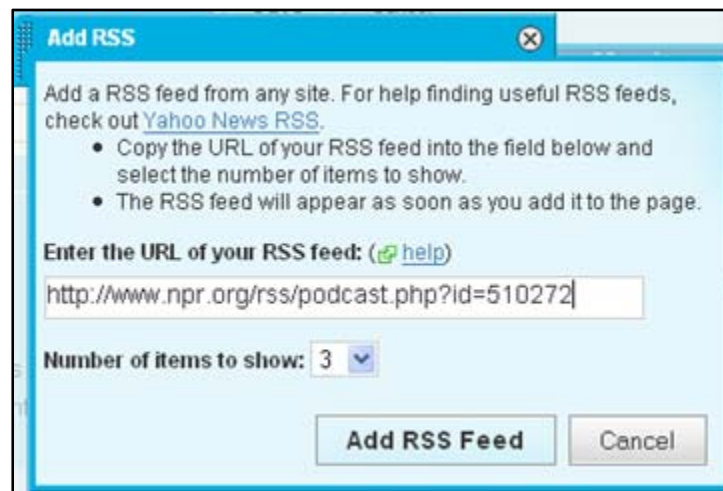 Add RSS
Add a RSS feed from any site. For help finding useful RSS feeds,
check out Yahoo News RSS.
• Copy the URL of your RSS feed into the field below and
select the number of items to show.
• The RSS feed will appear as soon as you add it to the page.
Enter the URL of your RSS feed: (help)
http://www.npr.org/rss/podcast.php?id=510272
Number of items to show: 3
Add RSS Feed Cancel